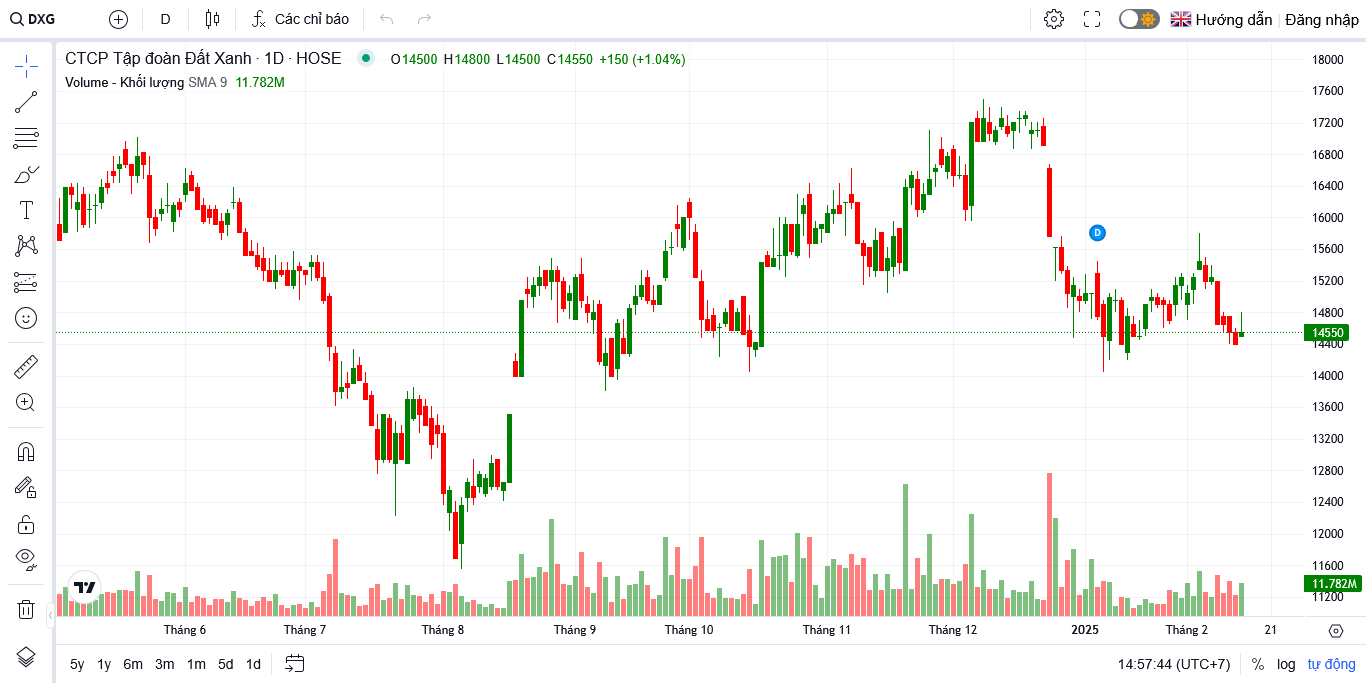 DXG
D
Các chỉ báo
Hướng dẫn
Đăng nhập
CTCP Tập đoàn Đất Xanh · 1D · HOSE
O14500 H14800 L14500 C14550 +150 (+1.04%)
Volume - Khối lượng SMA 9 11.782M
18000
17600
17200
16800
16400
16000
15600
D
15200
14800
14550
14400
14000
13600
13200
12800
12400
12000
11600
11.782M
11200
Tháng 6
Tháng 7
Tháng 8
Tháng 9
Tháng 10
Tháng 11
Tháng 12
2025
Tháng 2
21
5y 1y 6m 3m 1m 5d 1d
14:57:44 (UTC+7)
% log tự động